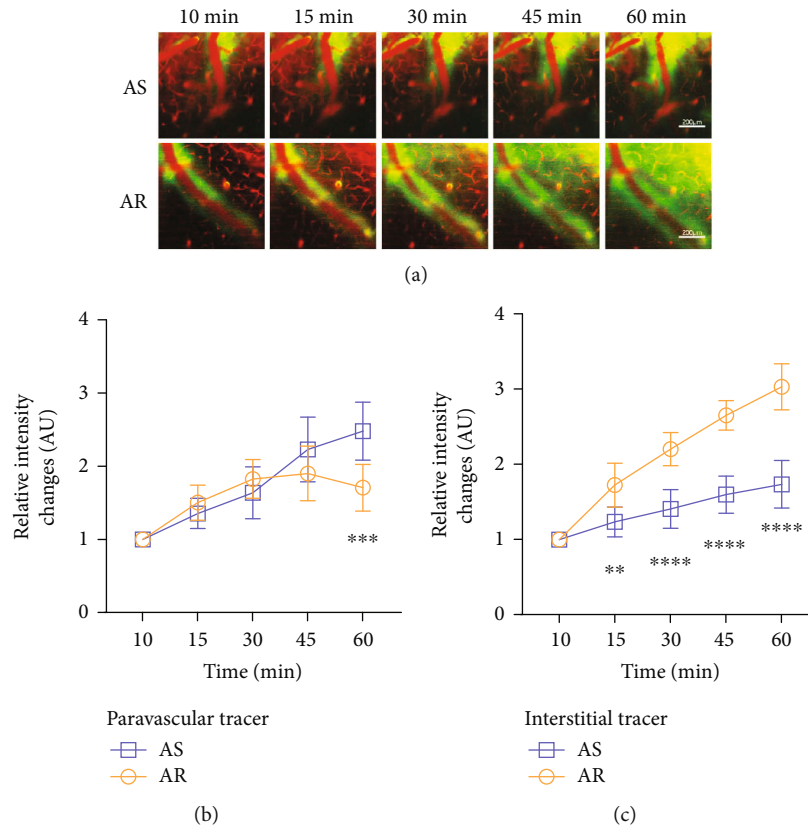 10 min 15 min 30 min 45 min 60 min
AS
200μm
AR
200μm
(a)
4
3
2
1
0
Relative intensity
changes (AU)
***
10 15 30 45 60
Time (min)
Paravascular tracer
AS
AR
(b)
4
3
2
1
0
Relative intensity
changes (AU)
** **** **** ****
10 15 30 45 60
Time (min)
Interstitial tracer
AS
AR
(c)